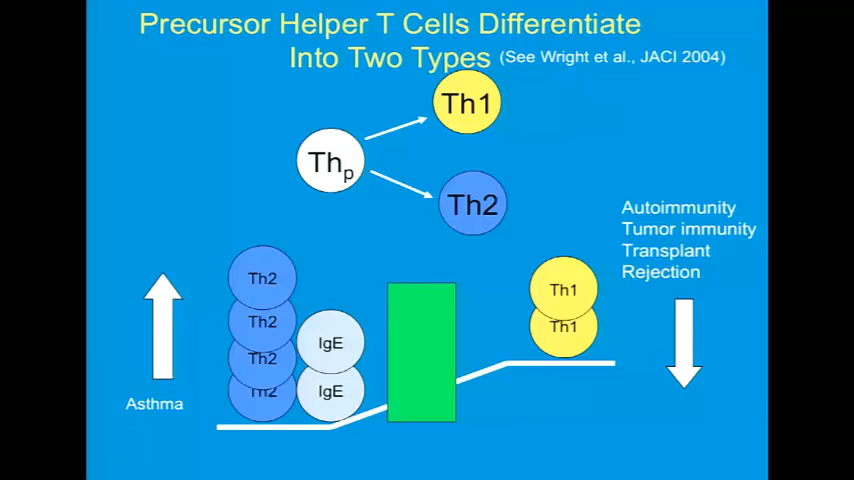 Precursor Helper T Cells Differentiate
Into Two Types (See Wright et al., JACI 2004)
Th1
Thp
Th2
Autoimmunity
Tumor immunity
Transplant
Rejection
Th2
Th2
Th2
Th2
IgE
IgE
Th1
Th1
Asthma